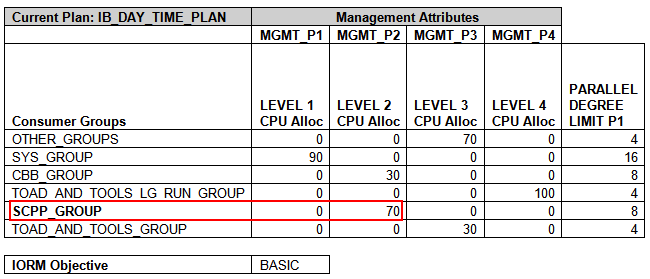 Current Plan: IB_DAY_TIME_PLAN Management Attributes
MGMT_P1 MGMT_P2 MGMT_P3 MGMT_P4
Consumer Groups LEVEL 1 CPU Alloc LEVEL 2 CPU Alloc LEVEL 3 CPU Alloc LEVEL 4 CPU Alloc PARALLEL DEGREE LIMIT P1
OTHER_GROUPS 0 0 70 0 4
SYS_GROUP 90 0 0 0 16
CBB_GROUP 0 30 0 0 8
TOAD_AND_TOOLS_LG_RUN_GROUP 0 0 0 100 4
SCPP_GROUP 0 70 0 0 8
TOAD_AND_TOOLS_GROUP 0 0 30 0 4
IORM Objective BASIC